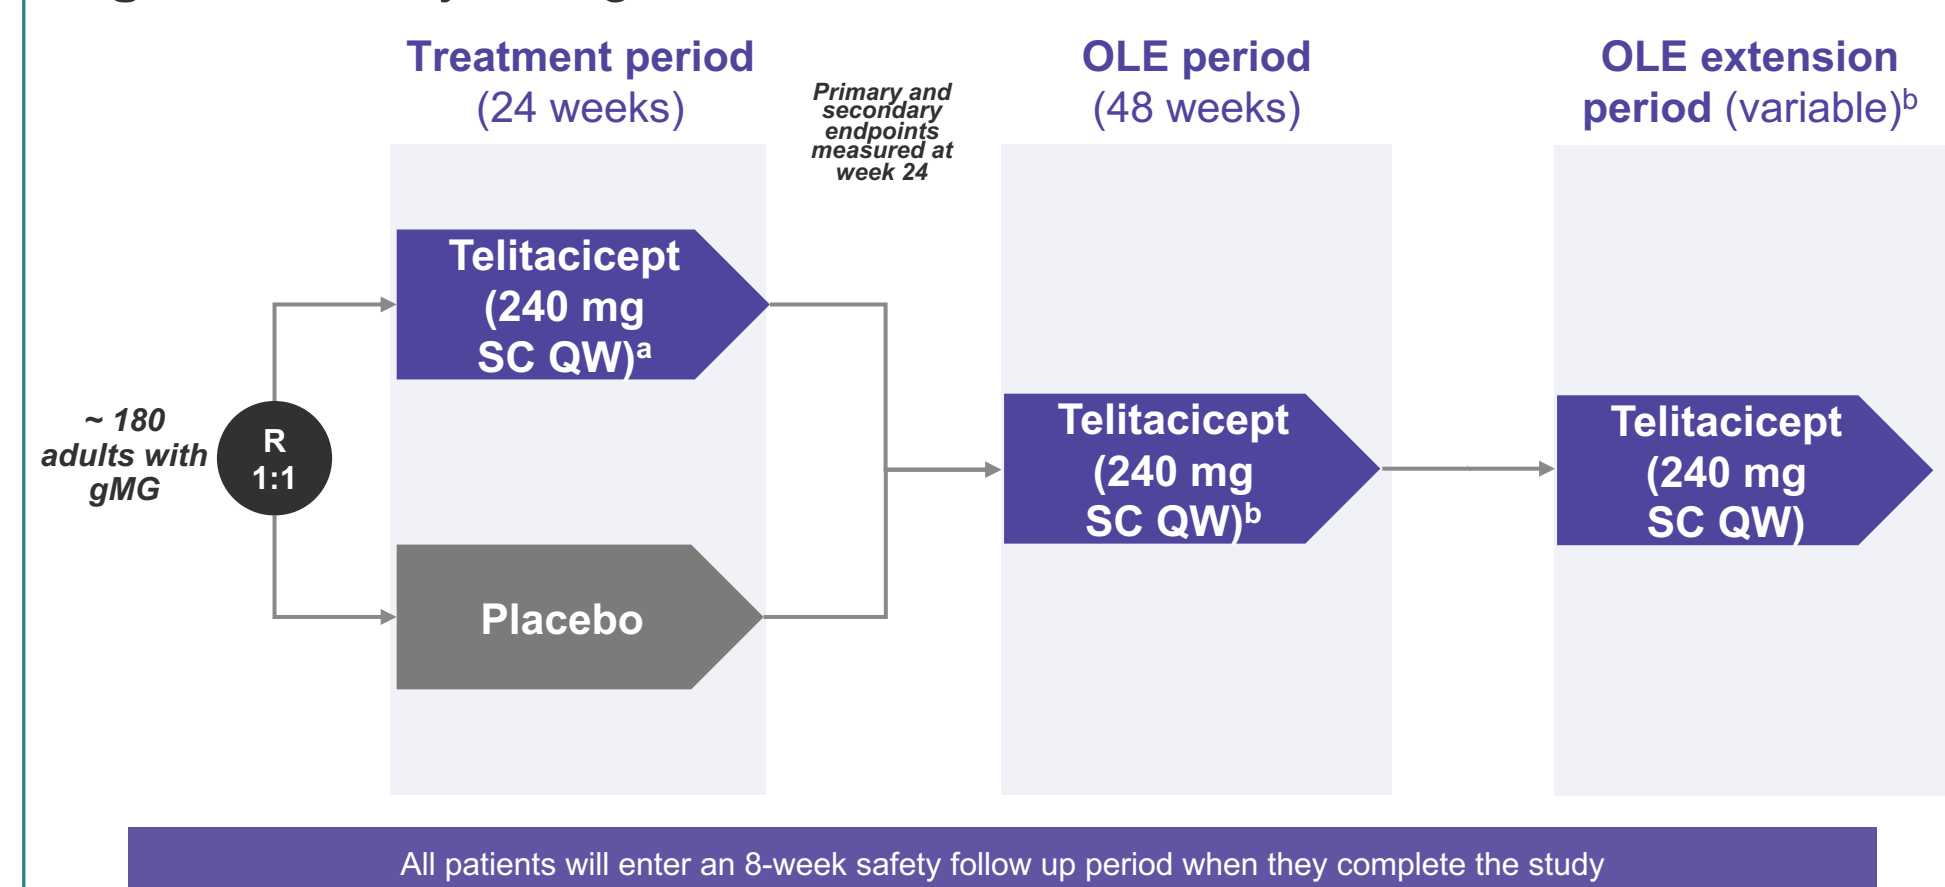 Treatment period
(24 weeks)
Primary and
secondary
endpoints
measured at
week 24
OLE period
(48 weeks)
OLE extension
period (variable)b
~ 180
adults with
gMG
R
1:1
Telitacicept
(240 mg
SC QW)a
Placebo
Telitacicept
(240 mg
SC QW)b
Telitacicept
(240 mg
SC QW)
All patients will enter an 8-week safety follow up period when they complete the study